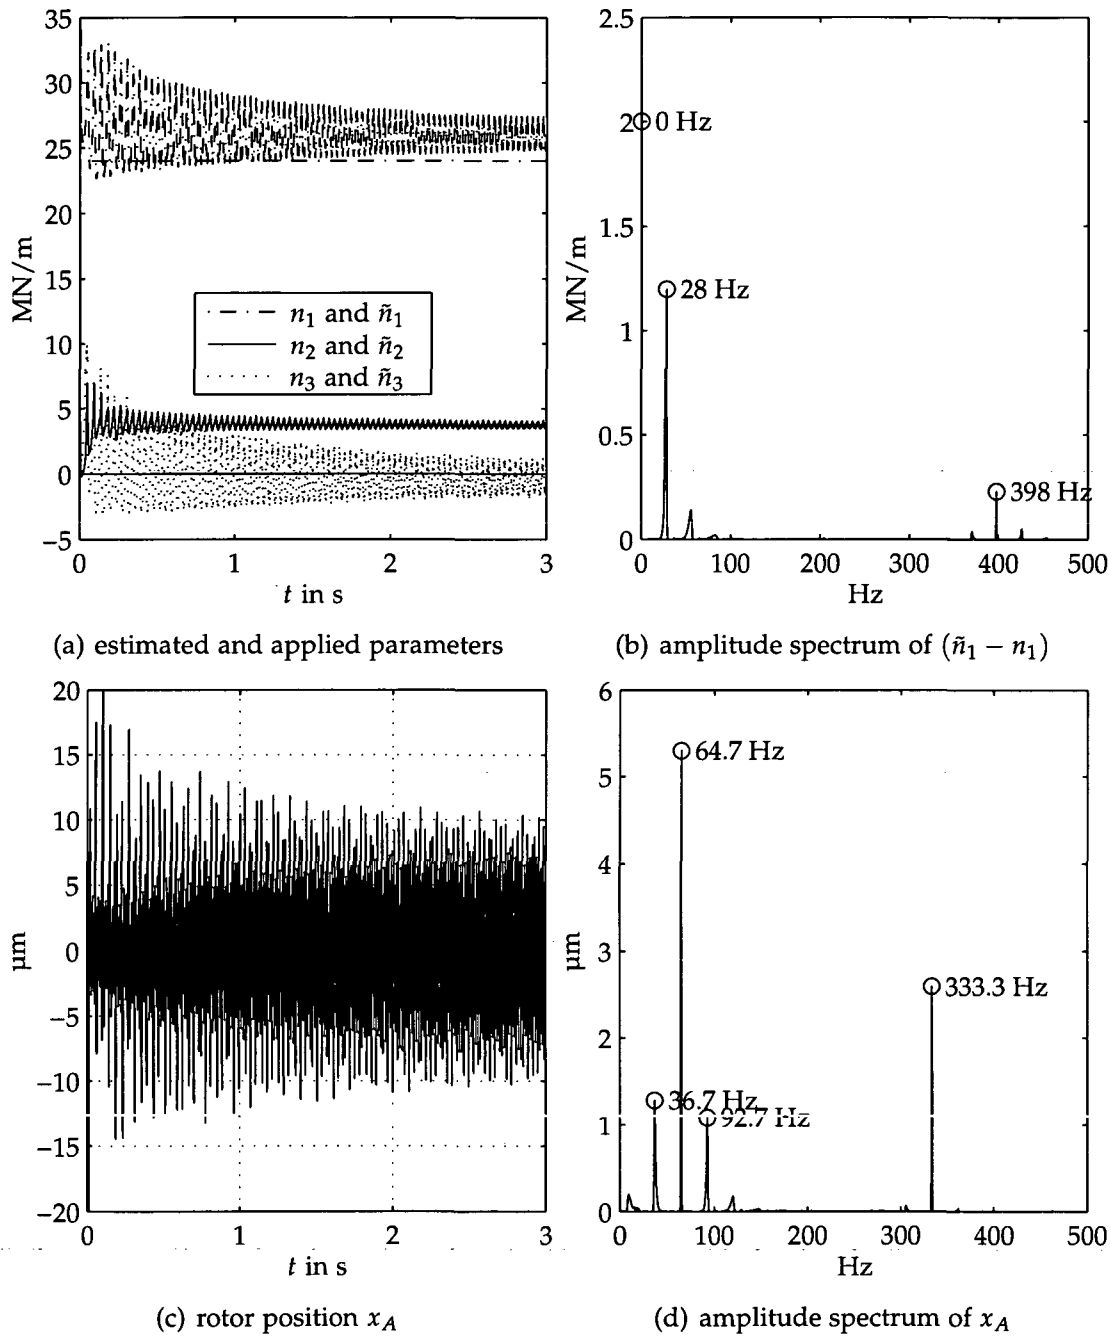 35
30
25
20
15
10
5
0
−5
MN/m
n₁ and ñ₁
n₂ and ñ₂
n₃ and ñ₃
0 1 2 3
t in s
(a) estimated and applied parameters
2.5
2
1.5
1
0.5
0
MN/m
0 Hz
28 Hz
398 Hz
0 100 200 300 400 500
Hz
(b) amplitude spectrum of (ñ₁ − n₁)
20
15
10
5
0
−5
−10
−15
−20
μm
0 1 2 3
t in s
(c) rotor position x_A
6
5
4
3
2
1
0
μm
64.7 Hz
333.3 Hz
36.7 Hz
92.7 Hz
0 100 200 300 400 500
Hz
(d) amplitude spectrum of x_A